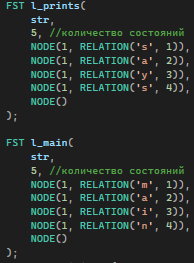 FST l_prints(
str,
5, //количество состояний
NODE(1, RELATION('s', 1)),
NODE(1, RELATION('a', 2)),
NODE(1, RELATION('y', 3)),
NODE(1, RELATION('s', 4)),
NODE()
);
FST l_main(
str,
5, //количество состояний
NODE(1, RELATION('m', 1)),
NODE(1, RELATION('a', 2)),
NODE(1, RELATION('i', 3)),
NODE(1, RELATION('n', 4)),
NODE()
);